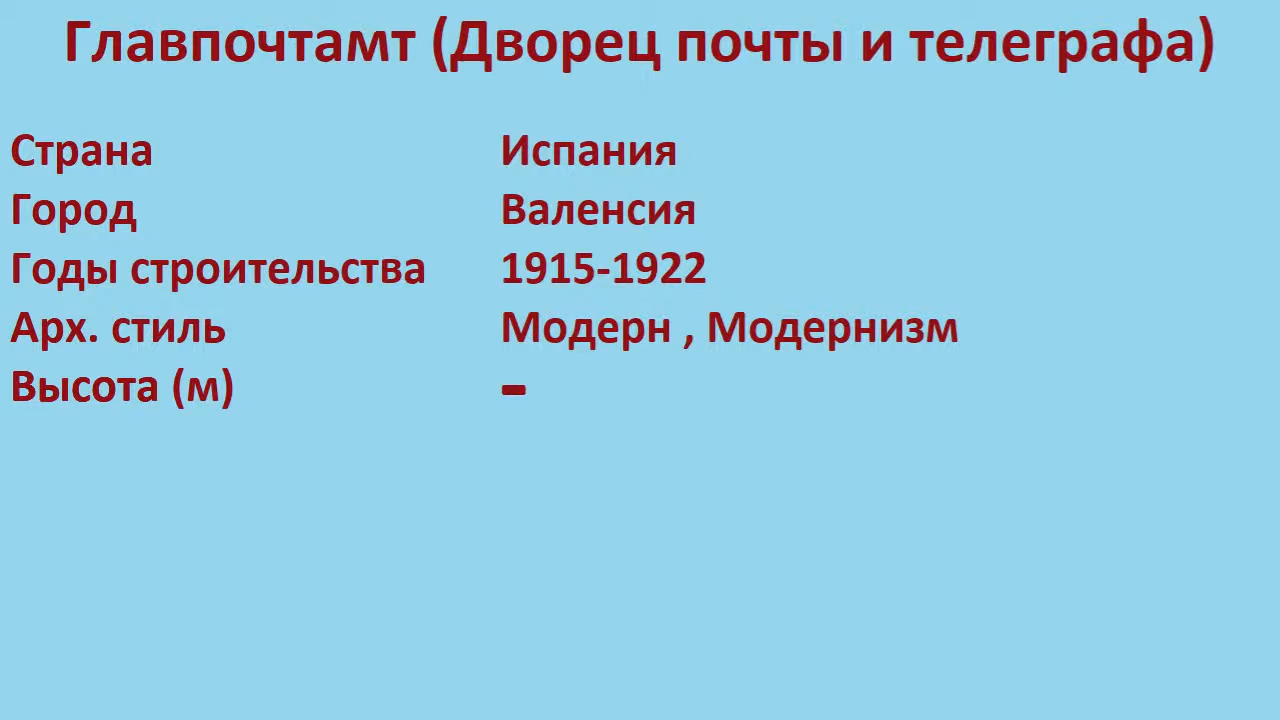 Главпочтамт (Дворец почты и телеграфа)
Страна Испания
Город Валенсия
Годы строительства 1915-1922
Арх. стиль Модерн , Модернизм
Высота (м) -